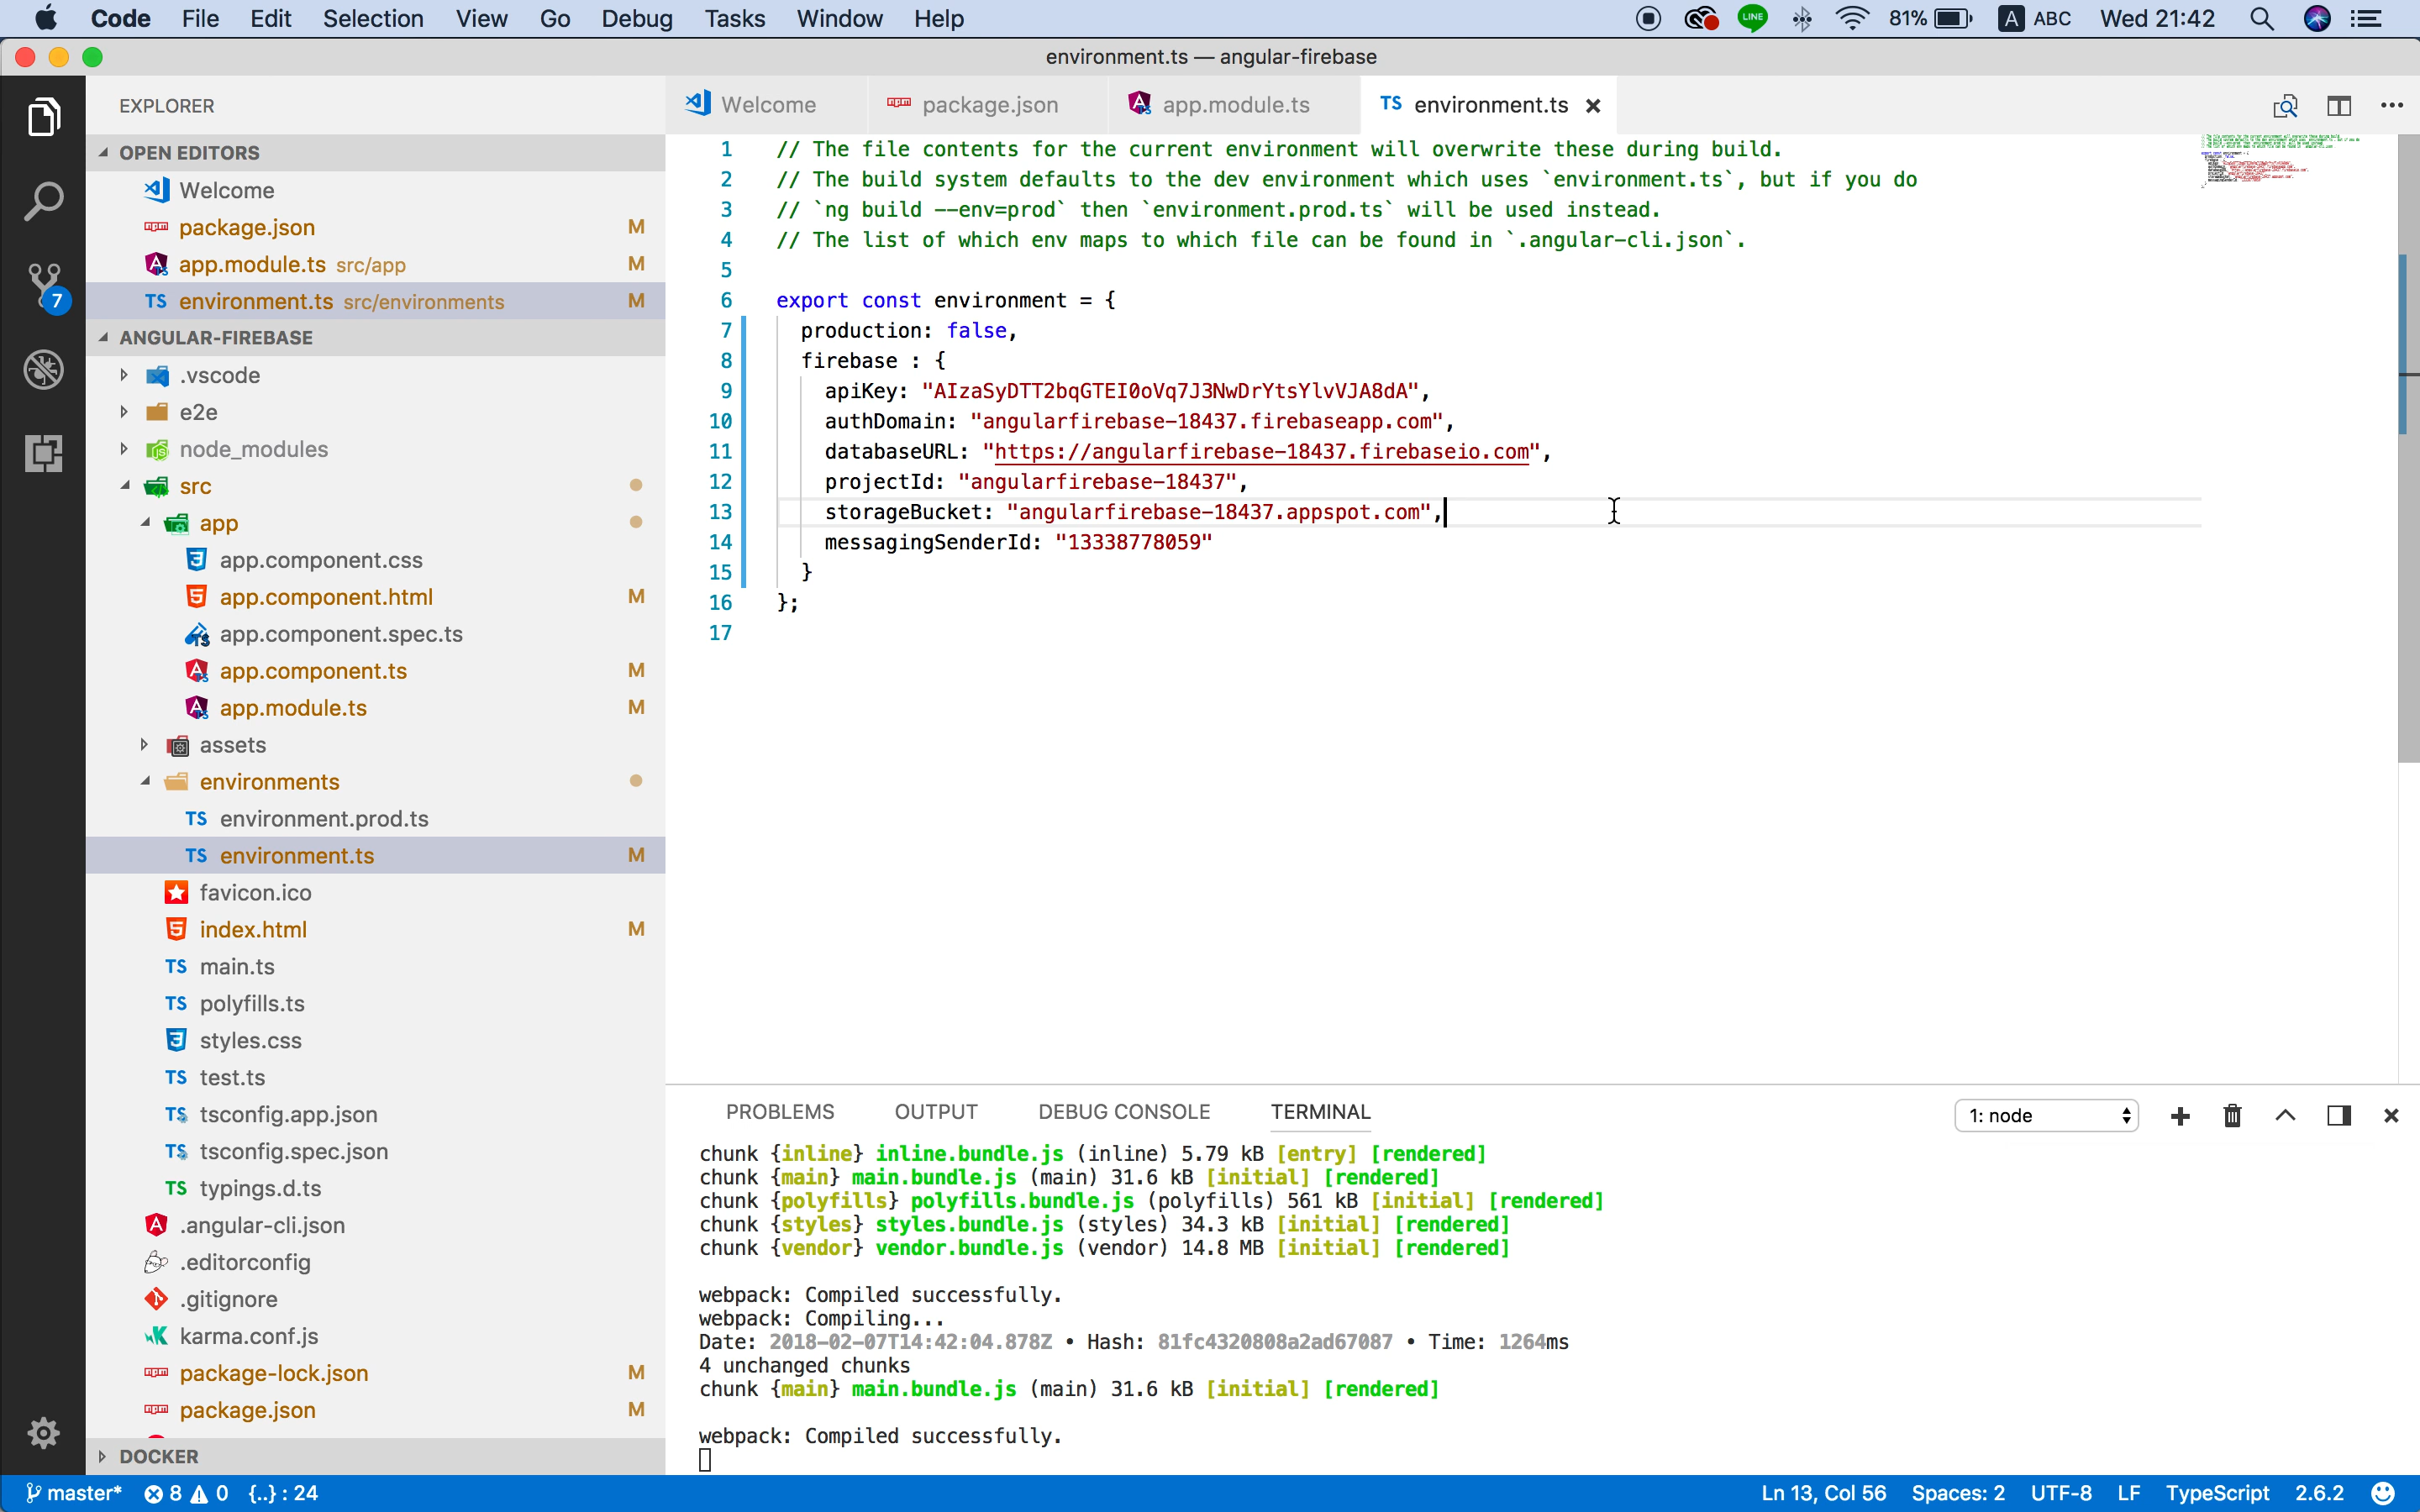 Code File Edit Selection View Go Debug Tasks Window Help LINE 81% A ABC Wed 21:42
environment.ts — angular-firebase
EXPLORER
OPEN EDITORS
Welcome
package.json M
app.module.ts src/app M
TS environment.ts src/environments M
7
ANGULAR-FIREBASE
.vscode
e2e
node_modules
src
app
app.component.css
app.component.html M
app.component.spec.ts
app.component.ts M
app.module.ts M
assets
environments
TS environment.prod.ts
TS environment.ts M
favicon.ico
index.html M
TS main.ts
TS polyfills.ts
styles.css
TS test.ts
TS tsconfig.app.json
TS tsconfig.spec.json
TS typings.d.ts
.angular-cli.json
.editorconfig
.gitignore
karma.conf.js
package-lock.json M
package.json M
DOCKER
Welcome package.json app.module.ts TS environment.ts
1 // The file contents for the current environment will overwrite these during build.
2 // The build system defaults to the dev environment which uses `environment.ts`, but if you do
3 // `ng build --env=prod` then `environment.prod.ts` will be used instead.
4 // The list of which env maps to which file can be found in `.angular-cli.json`.
5
6 export const environment = {
7 production: false,
8 firebase : {
9 apiKey: "AIzaSyDTT2bqGTEI0oVq7J3NwDrYtsYlvVJA8dA",
10 authDomain: "angularfirebase-18437.firebaseapp.com",
11 databaseURL: "https://angularfirebase-18437.firebaseio.com",
12 projectId: "angularfirebase-18437",
13 storageBucket: "angularfirebase-18437.appspot.com",
14 messagingSenderId: "13338778059"
15 }
16 };
17
PROBLEMS OUTPUT DEBUG CONSOLE TERMINAL 1: node
chunk {inline} inline.bundle.js (inline) 5.79 kB [entry] [rendered]
chunk {main} main.bundle.js (main) 31.6 kB [initial] [rendered]
chunk {polyfills} polyfills.bundle.js (polyfills) 561 kB [initial] [rendered]
chunk {styles} styles.bundle.js (styles) 34.3 kB [initial] [rendered]
chunk {vendor} vendor.bundle.js (vendor) 14.8 MB [initial] [rendered]
webpack: Compiled successfully.
webpack: Compiling...
Date: 2018-02-07T14:42:04.878Z • Hash: 81fc4320808a2ad67087 • Time: 1264ms
4 unchanged chunks
chunk {main} main.bundle.js (main) 31.6 kB [initial] [rendered]
webpack: Compiled successfully.
master* 8 0 {..} : 24 Ln 13, Col 56 Spaces: 2 UTF-8 LF TypeScript 2.6.2